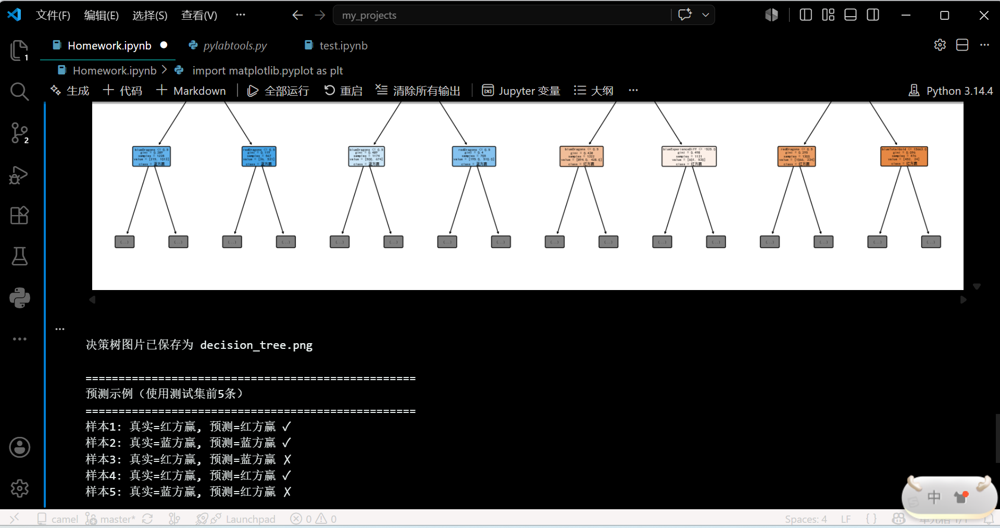 文件(F) 编辑(E) 选择(S) 查看(V) ··· my_projects
1 Homework.ipynb pylabtools.py test.ipynb ···
Homework.ipynb > import matplotlib.pyplot as plt
生成 + 代码 + Markdown 全部运行 重启 清除所有输出 Jupyter 变量 大纲 ··· Python 3.14.4
2
blueDragons <= 0.5
gini = 0.289
samples = 1228
value = [215, 1013]
class = 蓝方赢
redDragons <= 0.5
gini = 0.119
samples = 567
value = [36, 531]
class = 蓝方赢
blueDragons <= 0.5
gini = 0.489
samples = 1174
value = [500, 674]
class = 蓝方赢
redDragons <= 0.5
gini = 0.4
samples = 705
value = [195.0, 510.0]
class = 蓝方赢
blueDragons <= 0.5
gini = 0.438
samples = 1322
value = [894.0, 428.0]
class = 红方赢
blueExperienceDiff <= -525.0
gini = 0.498
samples = 1131
value = [601, 530]
class = 红方赢
redDragons <= 0.5
gini = 0.295
samples = 1300
value = [1066, 234]
class = 红方赢
gini = 0.096
samples = 476
value = [452, 24]
class = 红方赢
(...) (...) (...) (...) (...) (...) (...) (...) (...) (...) (...) (...) (...) (...) (...) (...)
···
决策树图片已保存为 decision_tree.png
==================================================
预测示例（使用测试集前5条）
==================================================
样本1: 真实=红方赢, 预测=红方赢 ✓
样本2: 真实=蓝方赢, 预测=蓝方赢 ✓
样本3: 真实=红方赢, 预测=蓝方赢 ✗
样本4: 真实=红方赢, 预测=红方赢 ✓
样本5: 真实=蓝方赢, 预测=红方赢 ✗
中
camel master* Launchpad 0 0 Spaces: 4 LF { }